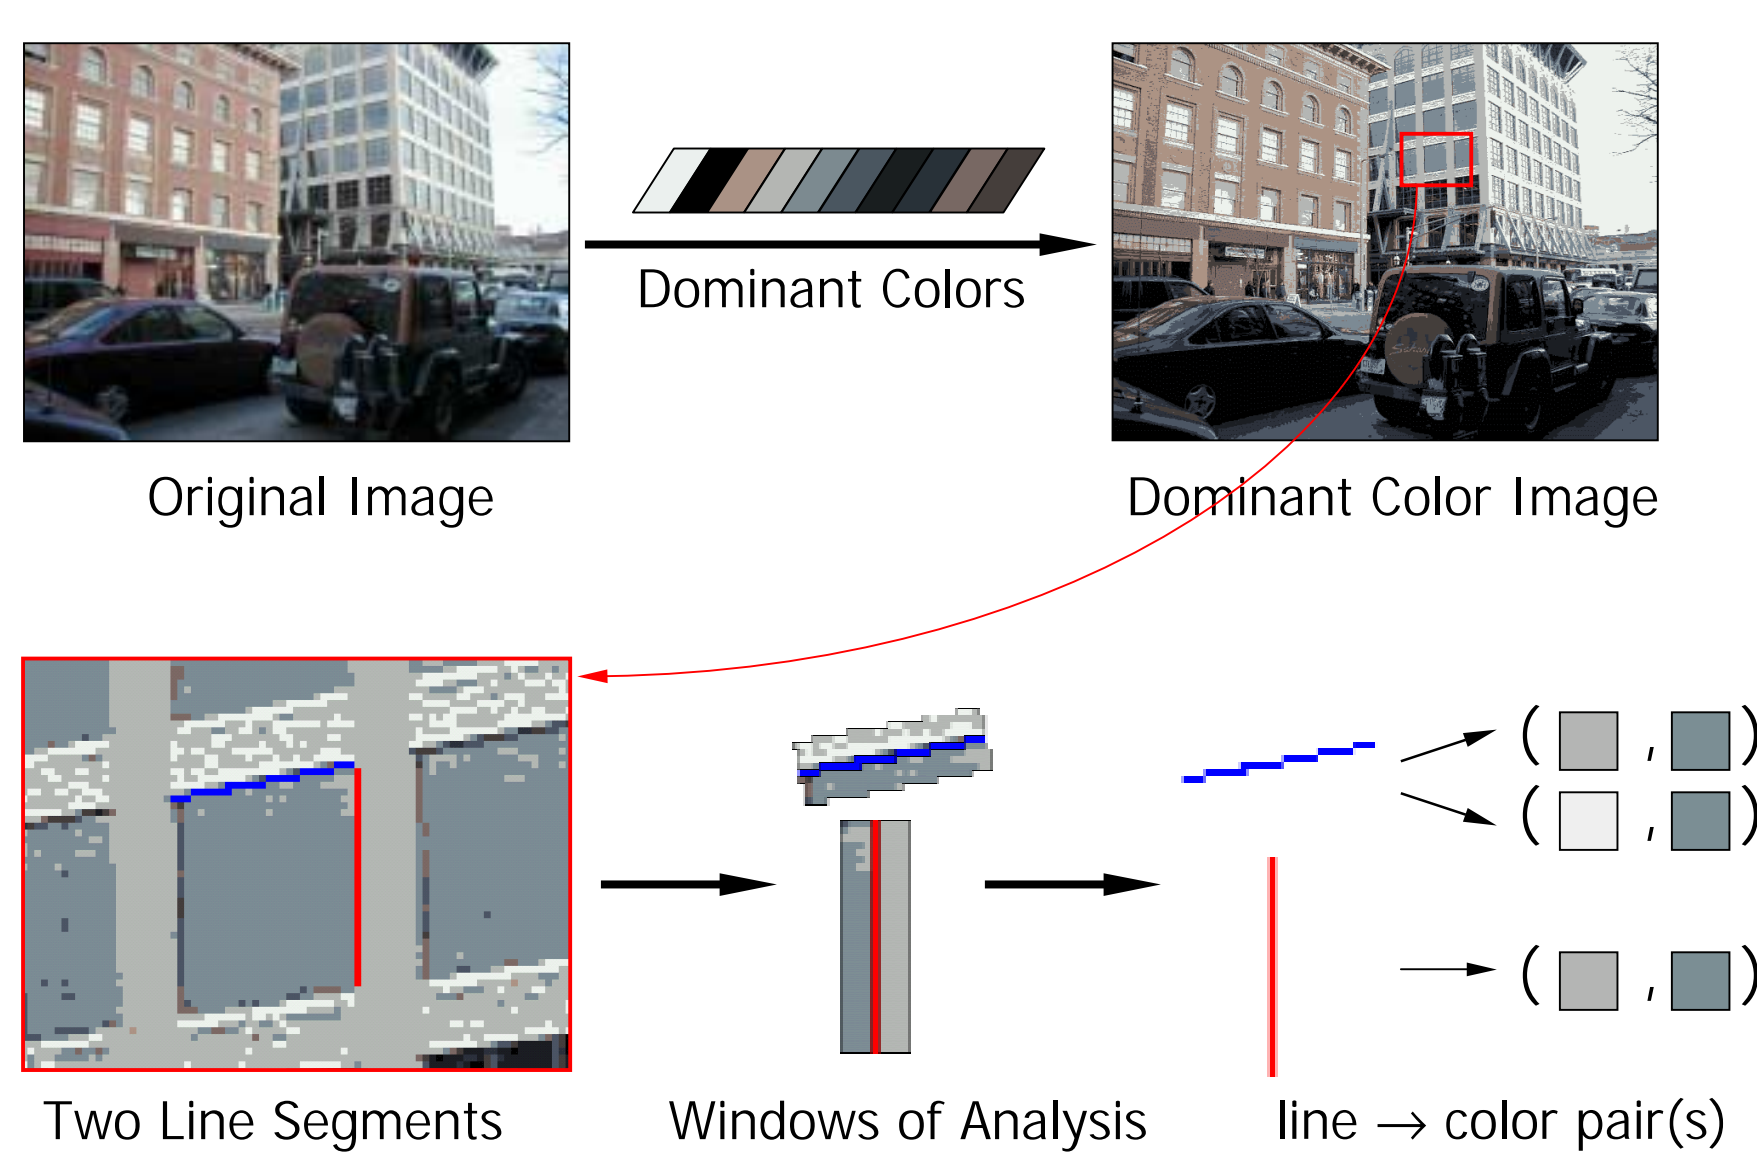 Dominant Colors
Original Image
Dominant Color Image
( , )
( , )
( , )
Two Line Segments
Windows of Analysis
line → color pair(s)